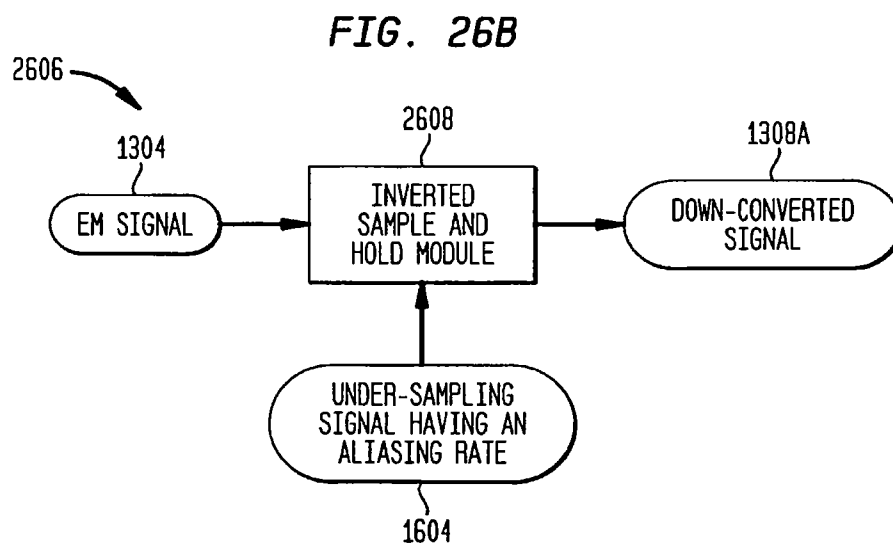 FIG. 26B
2606
1304
EM SIGNAL
2608
INVERTED
SAMPLE AND
HOLD MODULE
1308A
DOWN-CONVERTED
SIGNAL
UNDER-SAMPLING
SIGNAL HAVING AN
ALIASING RATE
1604